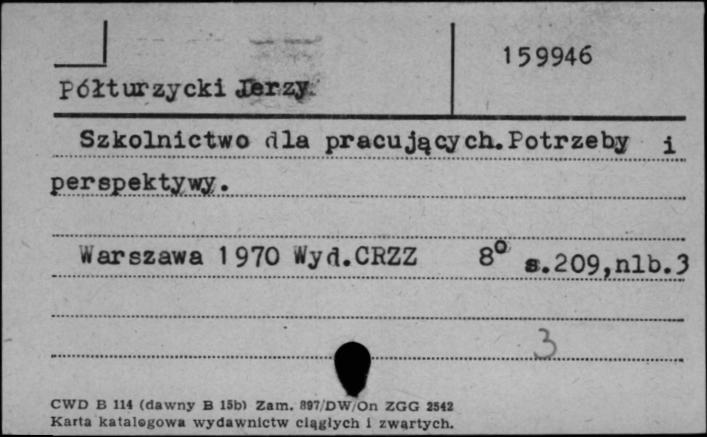 159946
Półturzycki Jerzy
Szkolnictwo dla pracujących.Potrzeby i
perspektywy.
Warszawa 1970 Wyd.CRZZ 8° s.209,nlb.3
3
CWD B 114 (dawny B 15b) Zam. 897/DW/On ZGG 2542
Karta katalogowa wydawnictw ciągłych i zwartych.